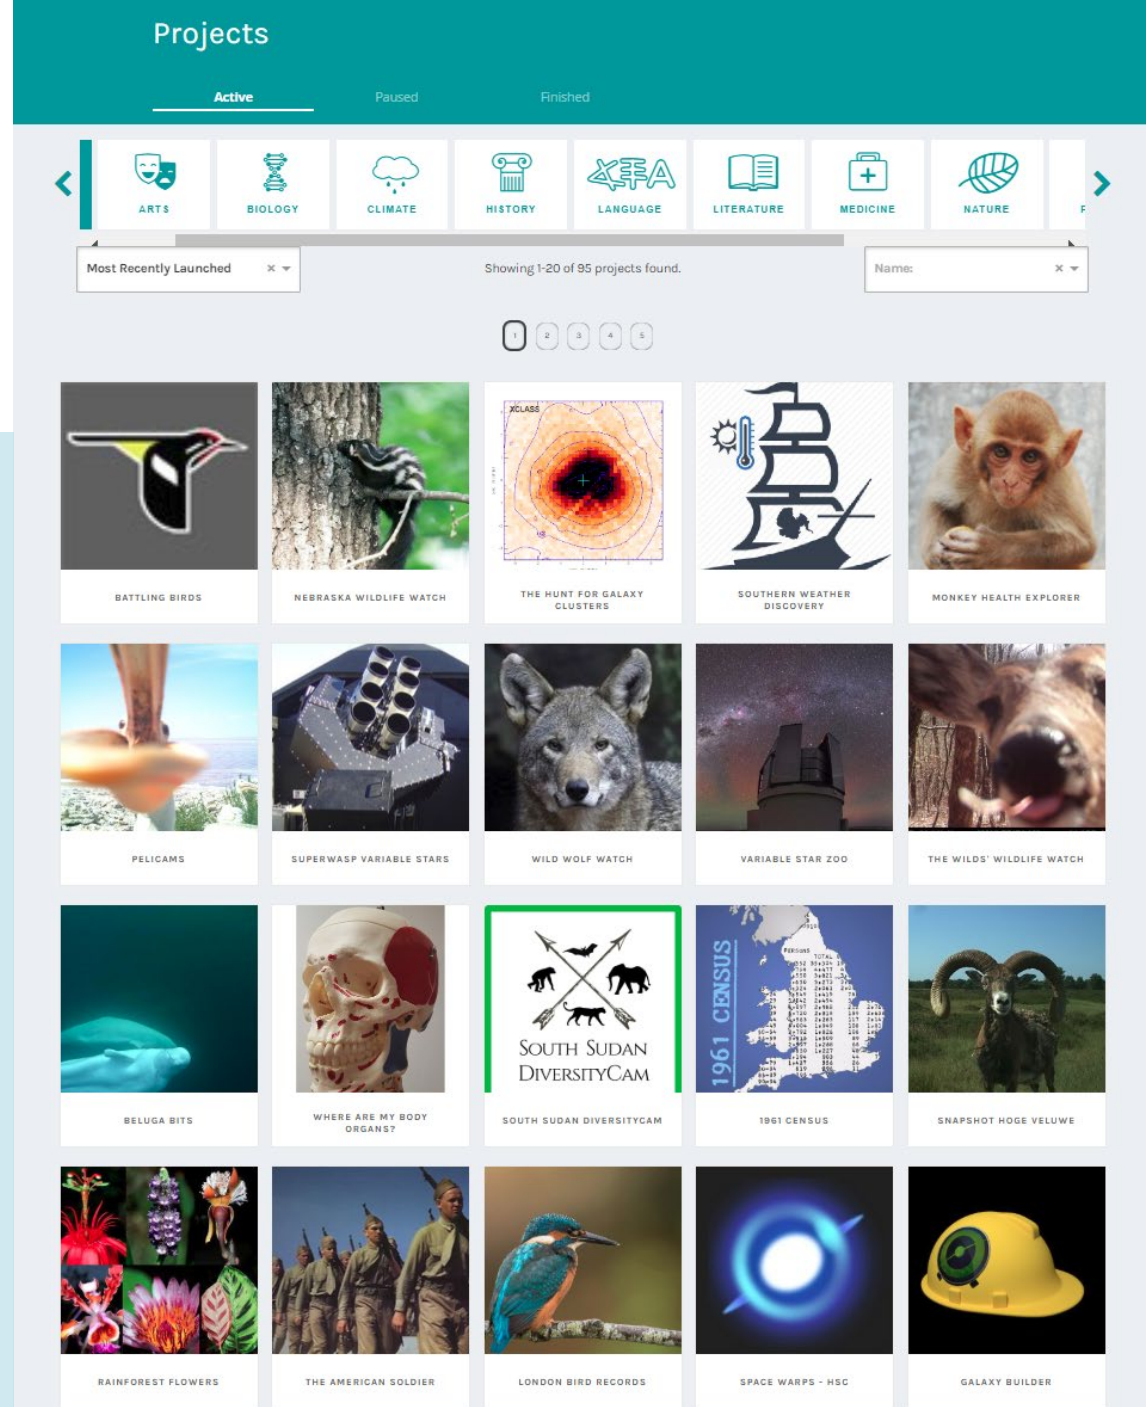 Projects
Active Paused Finished
ARTS BIOLOGY CLIMATE HISTORY LANGUAGE LITERATURE MEDICINE NATURE
Most Recently Launched × Showing 1-20 of 95 projects found. Name: ×
1 2 3 4 5
XCLASS
BATTLING BIRDS
NEBRASKA WILDLIFE WATCH
THE HUNT FOR GALAXY
CLUSTERS
SOUTHERN WEATHER
DISCOVERY
MONKEY HEALTH EXPLORER
PELICAMS
SUPERWASP VARIABLE STARS
WILD WOLF WATCH
VARIABLE STAR ZOO
THE WILDS' WILDLIFE WATCH
SOUTH SUDAN
DIVERSITYCAM
1961 CENSUS
PERSONS
TOTAL
BELUGA BITS
WHERE ARE MY BODY
ORGANS?
SOUTH SUDAN DIVERSITYCAM
1961 CENSUS
SNAPSHOT HOGE VELUWE
RAINFOREST FLOWERS
THE AMERICAN SOLDIER
LONDON BIRD RECORDS
SPACE WARPS - HSC
GALAXY BUILDER